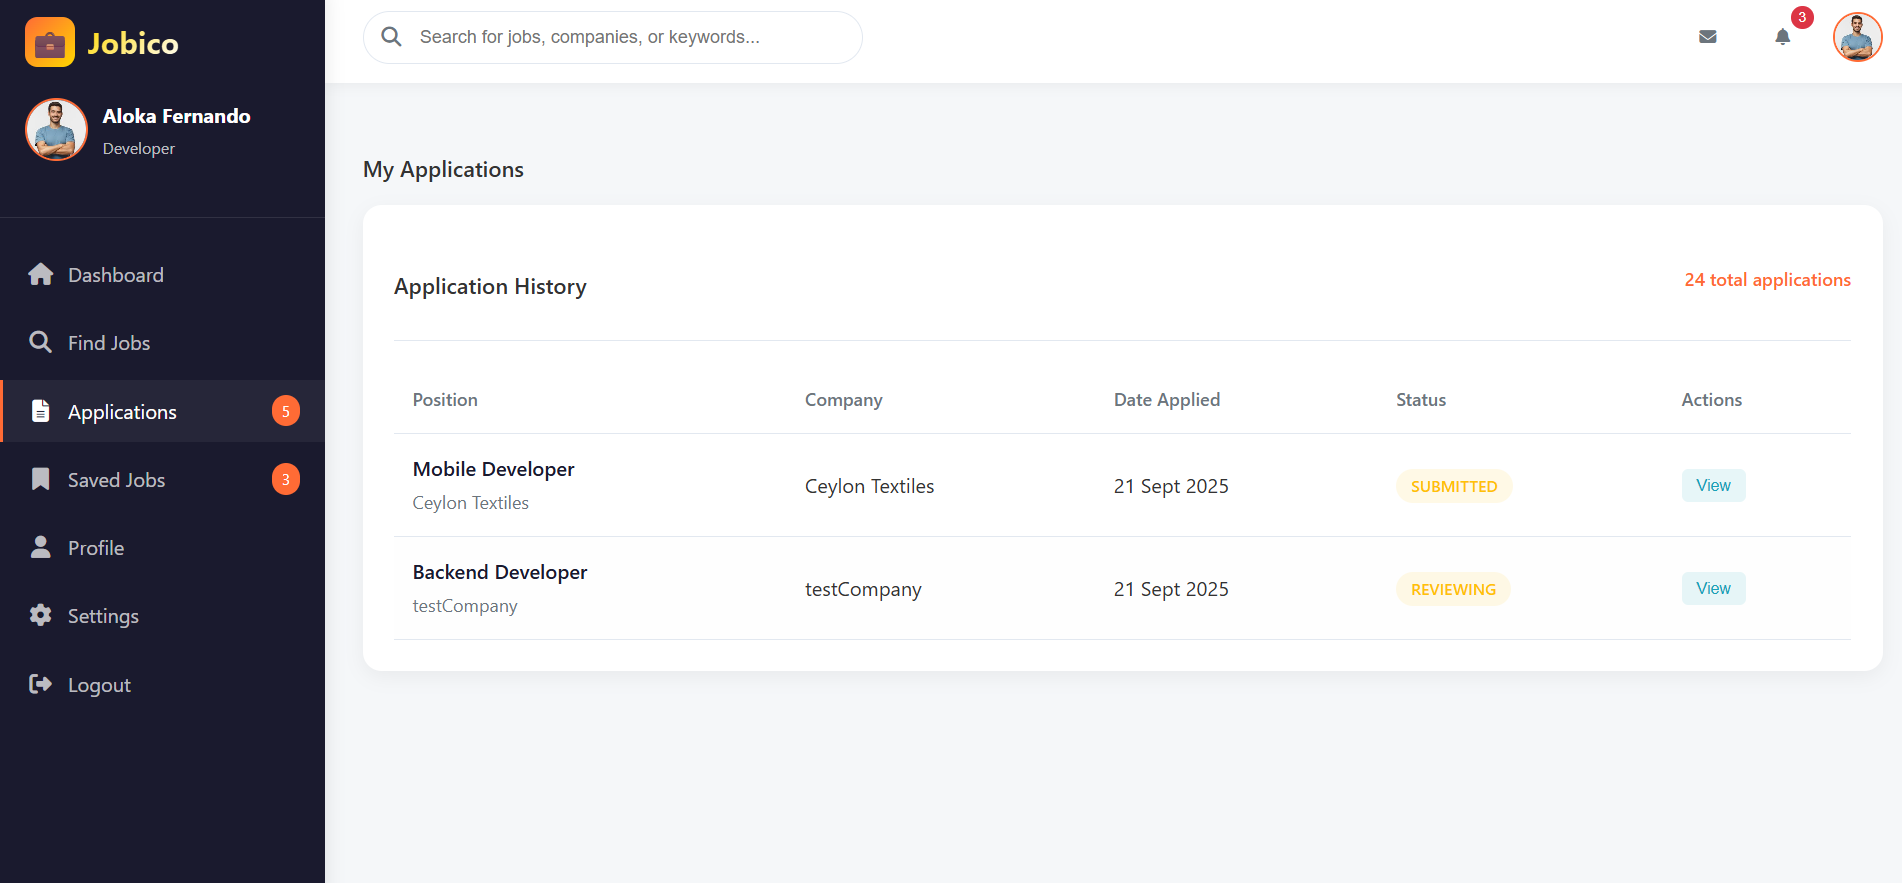 Jobico
Aloka Fernando
Developer
Dashboard
Find Jobs
Applications 5
Saved Jobs 3
Profile
Settings
Logout
Search for jobs, companies, or keywords...
3
My Applications
Application History
24 total applications
Position Company Date Applied Status Actions
Mobile Developer
Ceylon Textiles
Ceylon Textiles 21 Sept 2025 SUBMITTED View
Backend Developer
testCompany
testCompany 21 Sept 2025 REVIEWING View